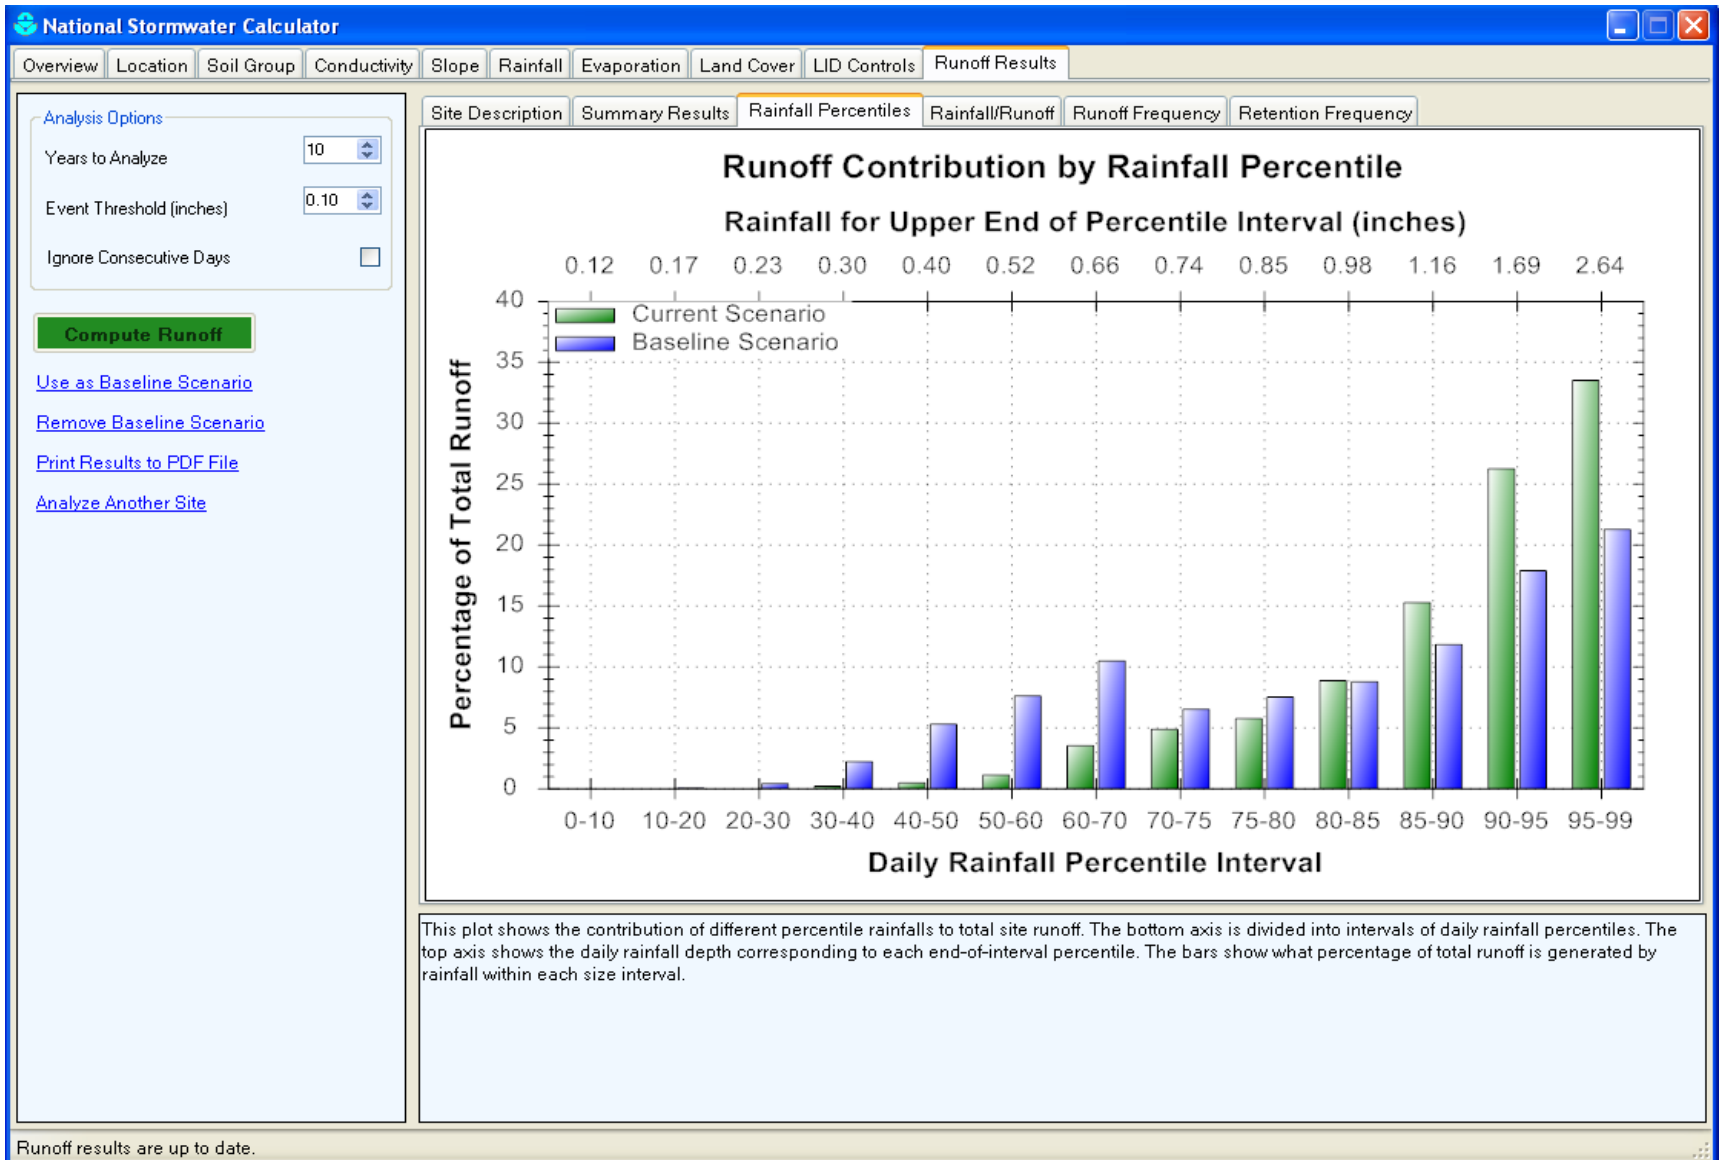 National Stormwater Calculator
Overview Location Soil Group Conductivity Slope Rainfall Evaporation Land Cover LID Controls Runoff Results
Analysis Options
Years to Analyze 10
Event Threshold (inches) 0.10
Ignore Consecutive Days
Compute Runoff
Use as Baseline Scenario
Remove Baseline Scenario
Print Results to PDF File
Analyze Another Site
Site Description Summary Results Rainfall Percentiles Rainfall/Runoff Runoff Frequency Retention Frequency
Runoff Contribution by Rainfall Percentile
Rainfall for Upper End of Percentile Interval (inches)
0.12 0.17 0.23 0.30 0.40 0.52 0.66 0.74 0.85 0.98 1.16 1.69 2.64
Current Scenario
Baseline Scenario
Percentage of Total Runoff
40
35
30
25
20
15
10
5
0
0-10 10-20 20-30 30-40 40-50 50-60 60-70 70-75 75-80 80-85 85-90 90-95 95-99
Daily Rainfall Percentile Interval
This plot shows the contribution of different percentile rainfalls to total site runoff. The bottom axis is divided into intervals of daily rainfall percentiles. The
top axis shows the daily rainfall depth corresponding to each end-of-interval percentile. The bars show what percentage of total runoff is generated by
rainfall within each size interval.
Runoff results are up to date.